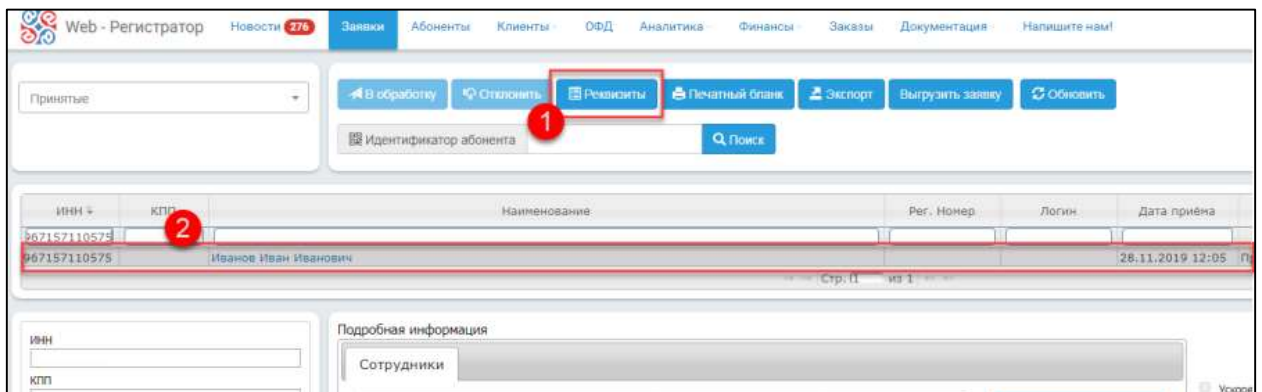 Web - Регистратор Новости 276 Заявки Абоненты Клиенты ОФД Аналитика Финансы Заказы Документация Напишите нам!
Принятые В обработку Отклонить Реквизиты Печатный бланк Экспорт Выгрузить заявку Обновить
1
Идентификатор абонента Поиск
ИНН КПП Наименование Рег. Номер Логин Дата приёма
2
967157110575
967157110575 Иванов Иван Иванович 28.11.2019 12:05
Стр. 1 из 1
ИНН
КПП
Подробная информация
Сотрудники